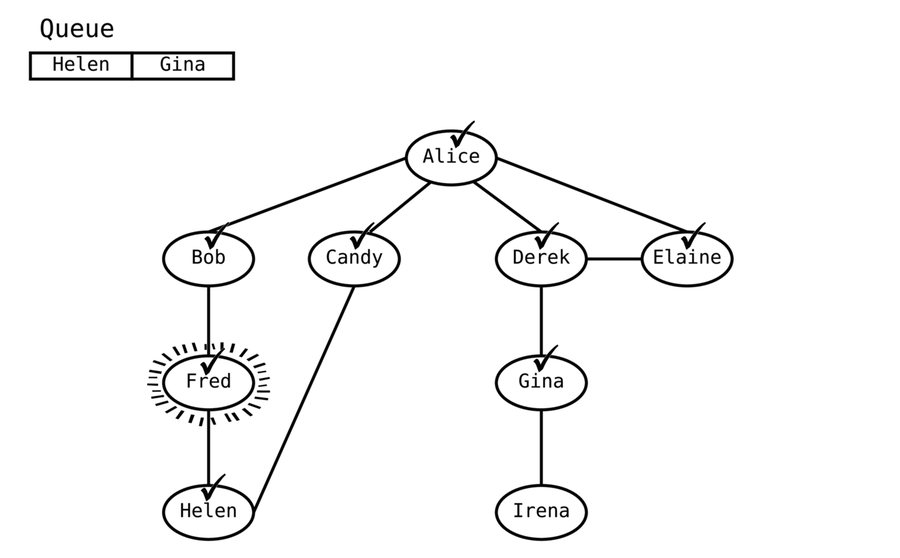 Queue
Helen Gina
Alice
Bob Candy Derek Elaine
Fred Gina
Helen Irena